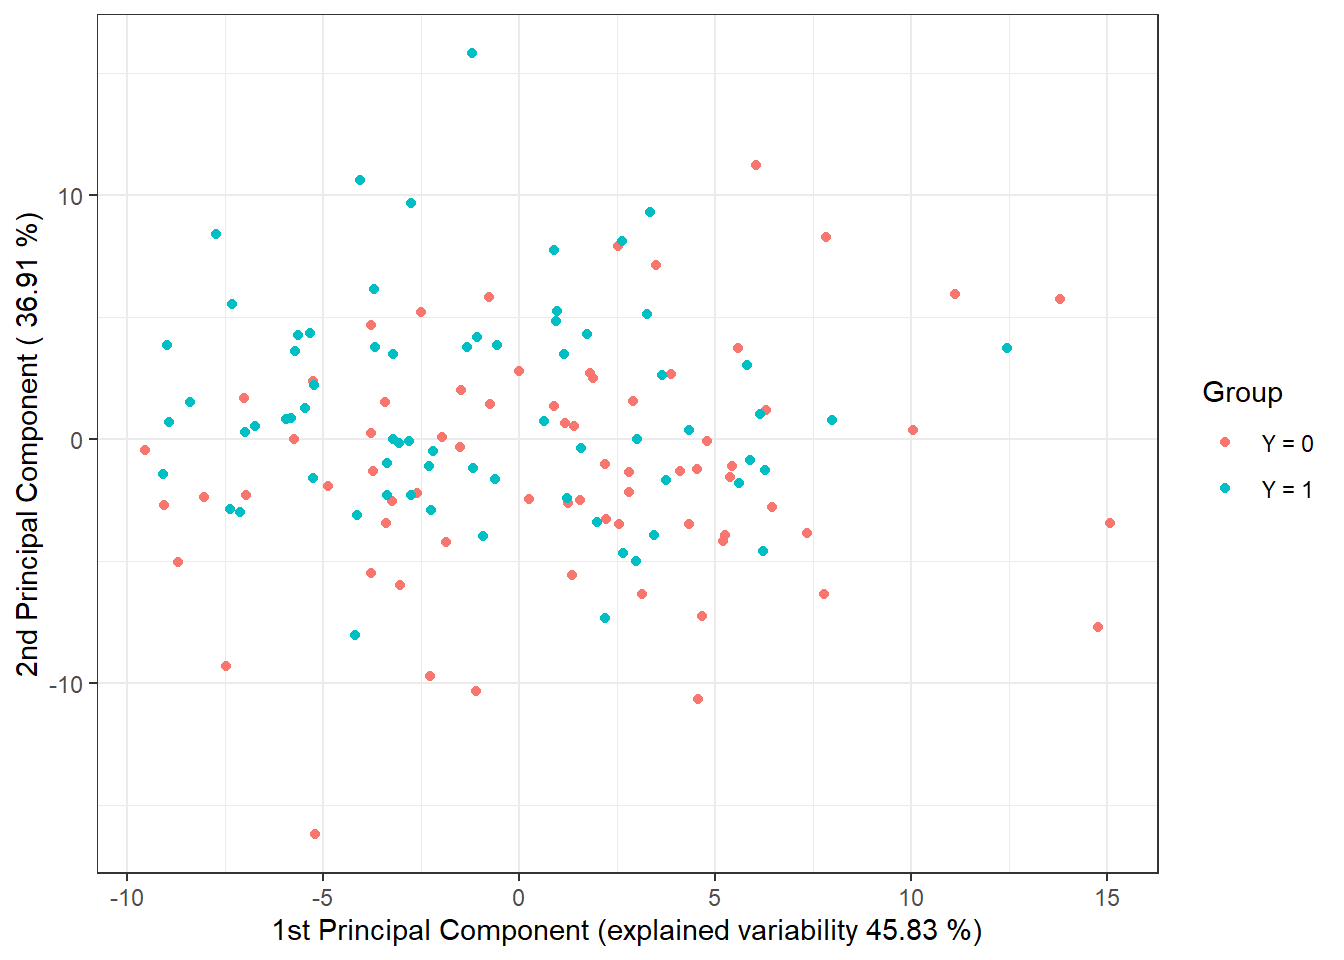 2nd Principal Component ( 36.91 %)
10
0
-10
-10
-5
0
5
10
15
1st Principal Component (explained variability 45.83 %)
Group
Y = 0
Y = 1